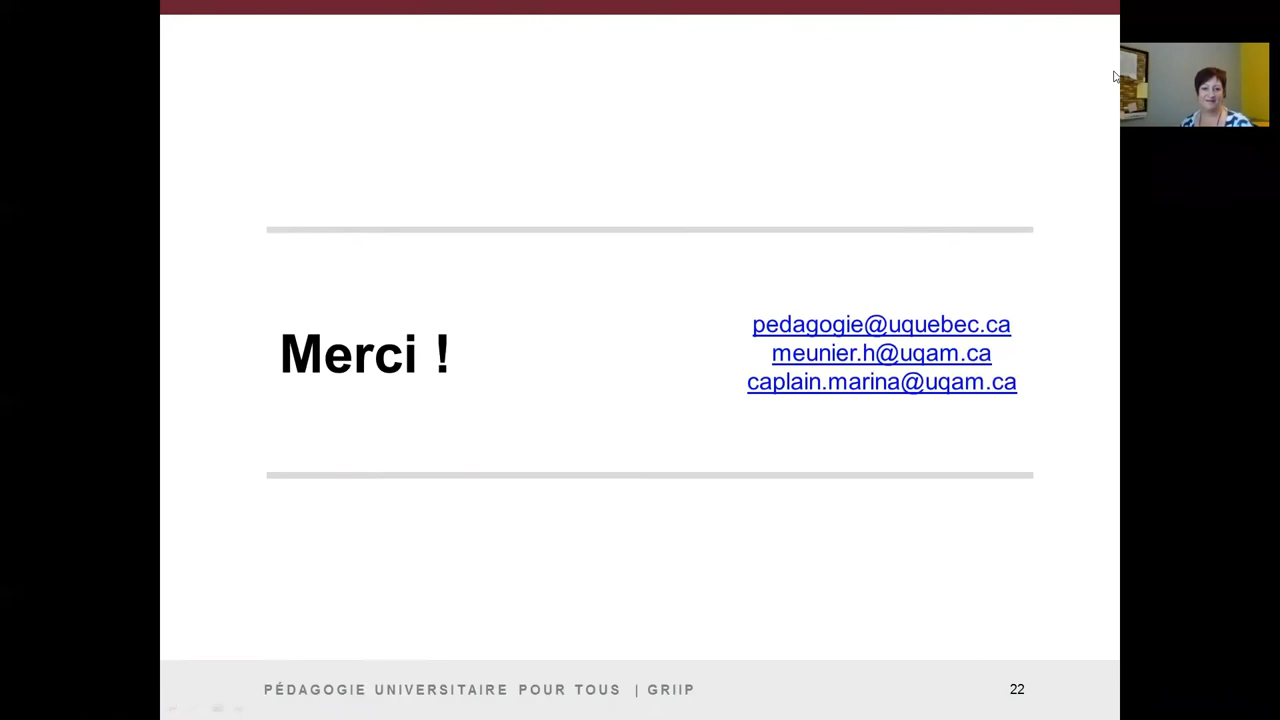 Merci !
pedagogie@uquebec.ca
meunier.h@uqam.ca
caplain.marina@uqam.ca
PÉDAGOGIE UNIVERSITAIRE POUR TOUS | GRIIP
22